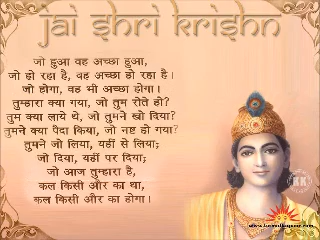 JAI SHRI KRISHN
जो हुआ वह अच्छा हुआ,
जो हो रहा है, वह अच्छा हो रहा है।
जो होगा, वह भी अच्छा होगा।
तुम्हारा क्या गया, जो तुम रोते हो?
तुम क्या लाये थे, जो तुमने खो दिया?
तुमने क्या पैदा किया, जो नष्ट हो गया?
तुमने जो लिया, यहीं से लिया;
जो दिया, यहीं पर दिया;
जो आज तुम्हारा है,
कल किसी और का था,
कल किसी और का होगा।